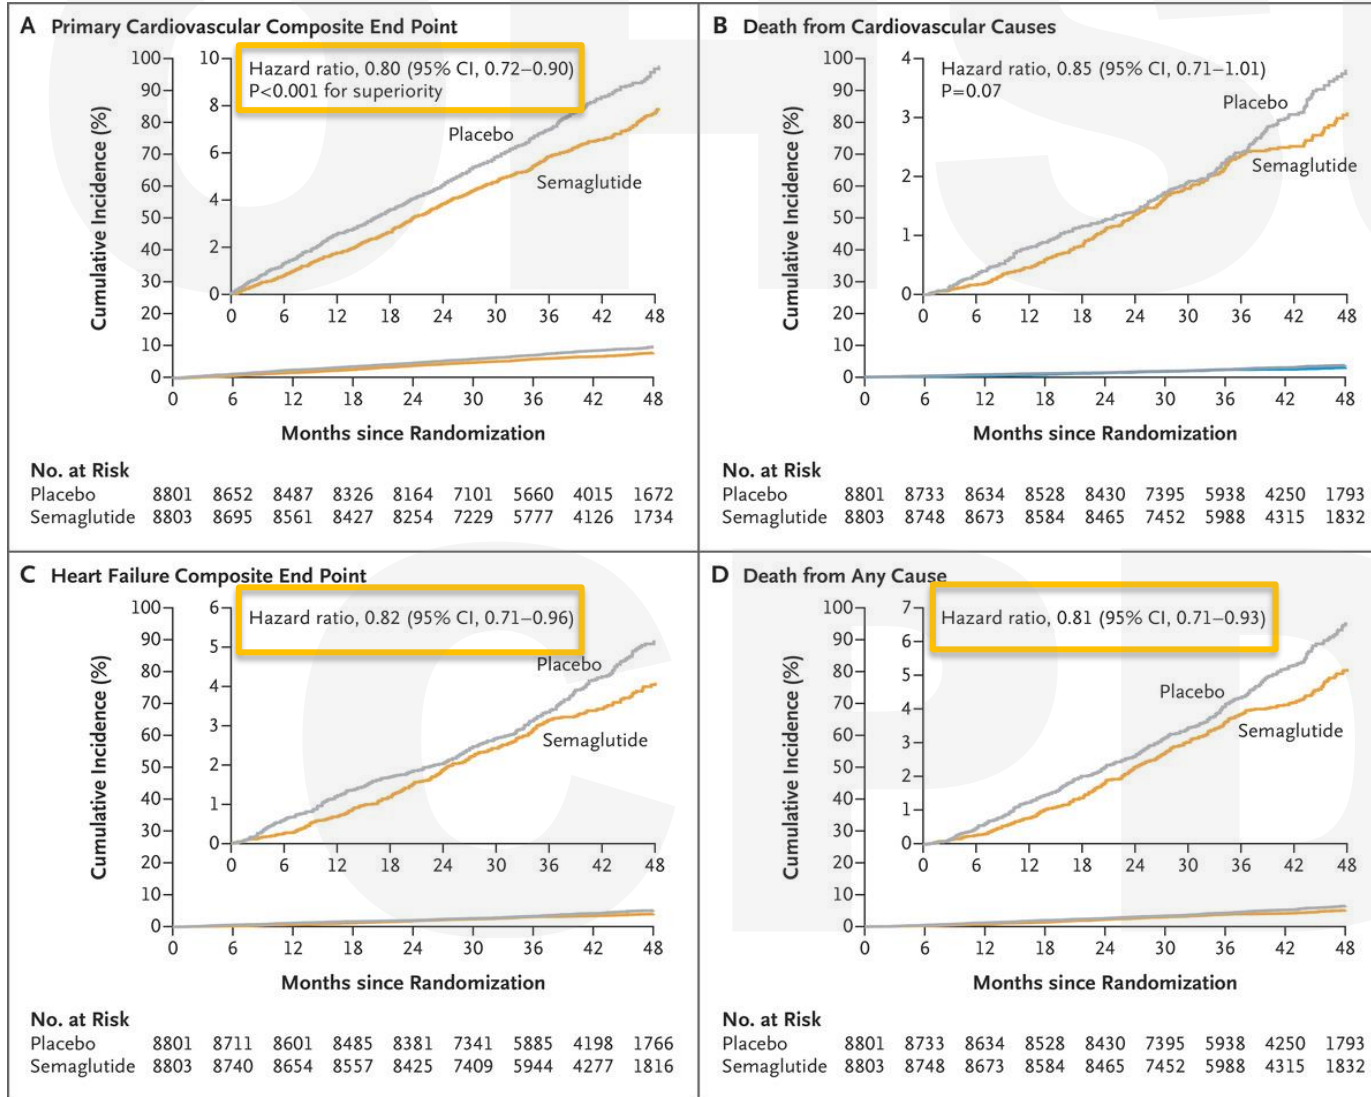 A Primary Cardiovascular Composite End Point
Hazard ratio, 0.80 (95% CI, 0.72–0.90)
P<0.001 for superiority
Placebo
Semaglutide
Cumulative Incidence (%)
100
90
80
70
60
50
40
30
20
10
0
10
8
6
4
2
0
0 6 12 18 24 30 36 42 48
0 6 12 18 24 30 36 42 48
Months since Randomization
No. at Risk
Placebo 8801 8652 8487 8326 8164 7101 5660 4015 1672
Semaglutide 8803 8695 8561 8427 8254 7229 5777 4126 1734
B Death from Cardiovascular Causes
Hazard ratio, 0.85 (95% CI, 0.71–1.01)
P=0.07
Placebo
Semaglutide
Cumulative Incidence (%)
100
90
80
70
60
50
40
30
20
10
0
4
3
2
1
0
0 6 12 18 24 30 36 42 48
0 6 12 18 24 30 36 42 48
Months since Randomization
No. at Risk
Placebo 8801 8733 8634 8528 8430 7395 5938 4250 1793
Semaglutide 8803 8748 8673 8584 8465 7452 5988 4315 1832
C Heart Failure Composite End Point
Hazard ratio, 0.82 (95% CI, 0.71–0.96)
Placebo
Semaglutide
Cumulative Incidence (%)
100
90
80
70
60
50
40
30
20
10
0
6
5
4
3
2
1
0
0 6 12 18 24 30 36 42 48
0 6 12 18 24 30 36 42 48
Months since Randomization
No. at Risk
Placebo 8801 8711 8601 8485 8381 7341 5885 4198 1766
Semaglutide 8803 8740 8654 8557 8425 7409 5944 4277 1816
D Death from Any Cause
Hazard ratio, 0.81 (95% CI, 0.71–0.93)
Placebo
Semaglutide
Cumulative Incidence (%)
100
90
80
70
60
50
40
30
20
10
0
7
6
5
4
3
2
1
0
0 6 12 18 24 30 36 42 48
0 6 12 18 24 30 36 42 48
Months since Randomization
No. at Risk
Placebo 8801 8733 8634 8528 8430 7395 5938 4250 1793
Semaglutide 8803 8748 8673 8584 8465 7452 5988 4315 1832